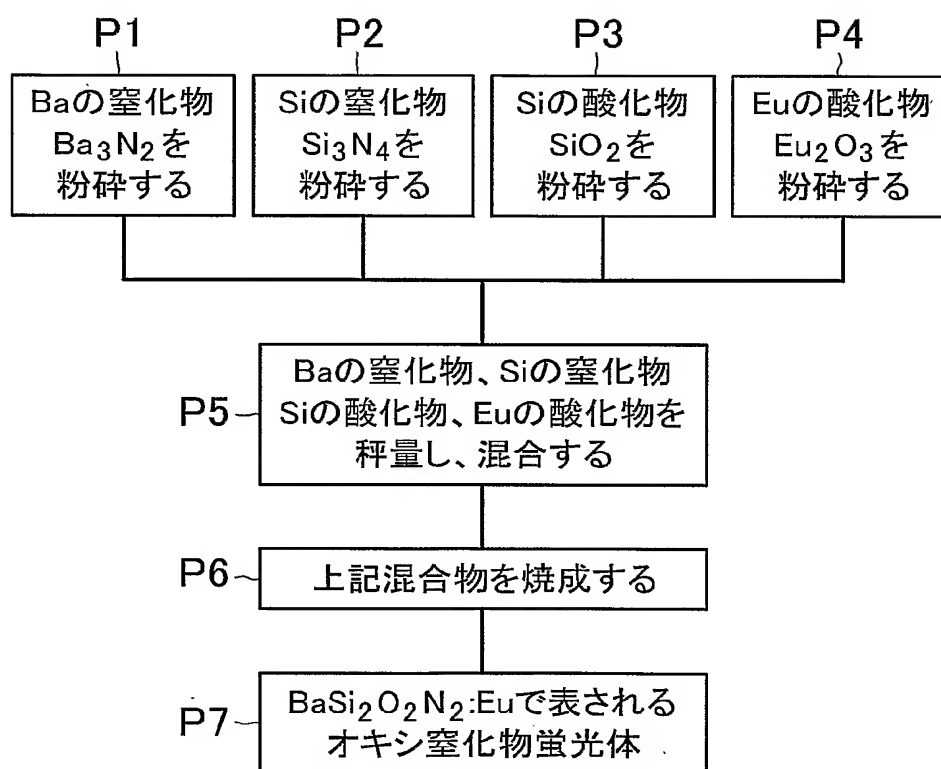 P1
Baの窒化物
Ba₃N₂を
粉砕する
P2
Siの窒化物
Si₃N₄を
粉砕する
P3
Siの酸化物
SiO₂を
粉砕する
P4
Euの酸化物
Eu₂O₃を
粉砕する
P5
Baの窒化物、Siの窒化物
Siの酸化物、Euの酸化物を
秤量し、混合する
P6
上記混合物を焼成する
P7
BaSi₂O₂N₂:Euで表される
オキシ窒化物蛍光体